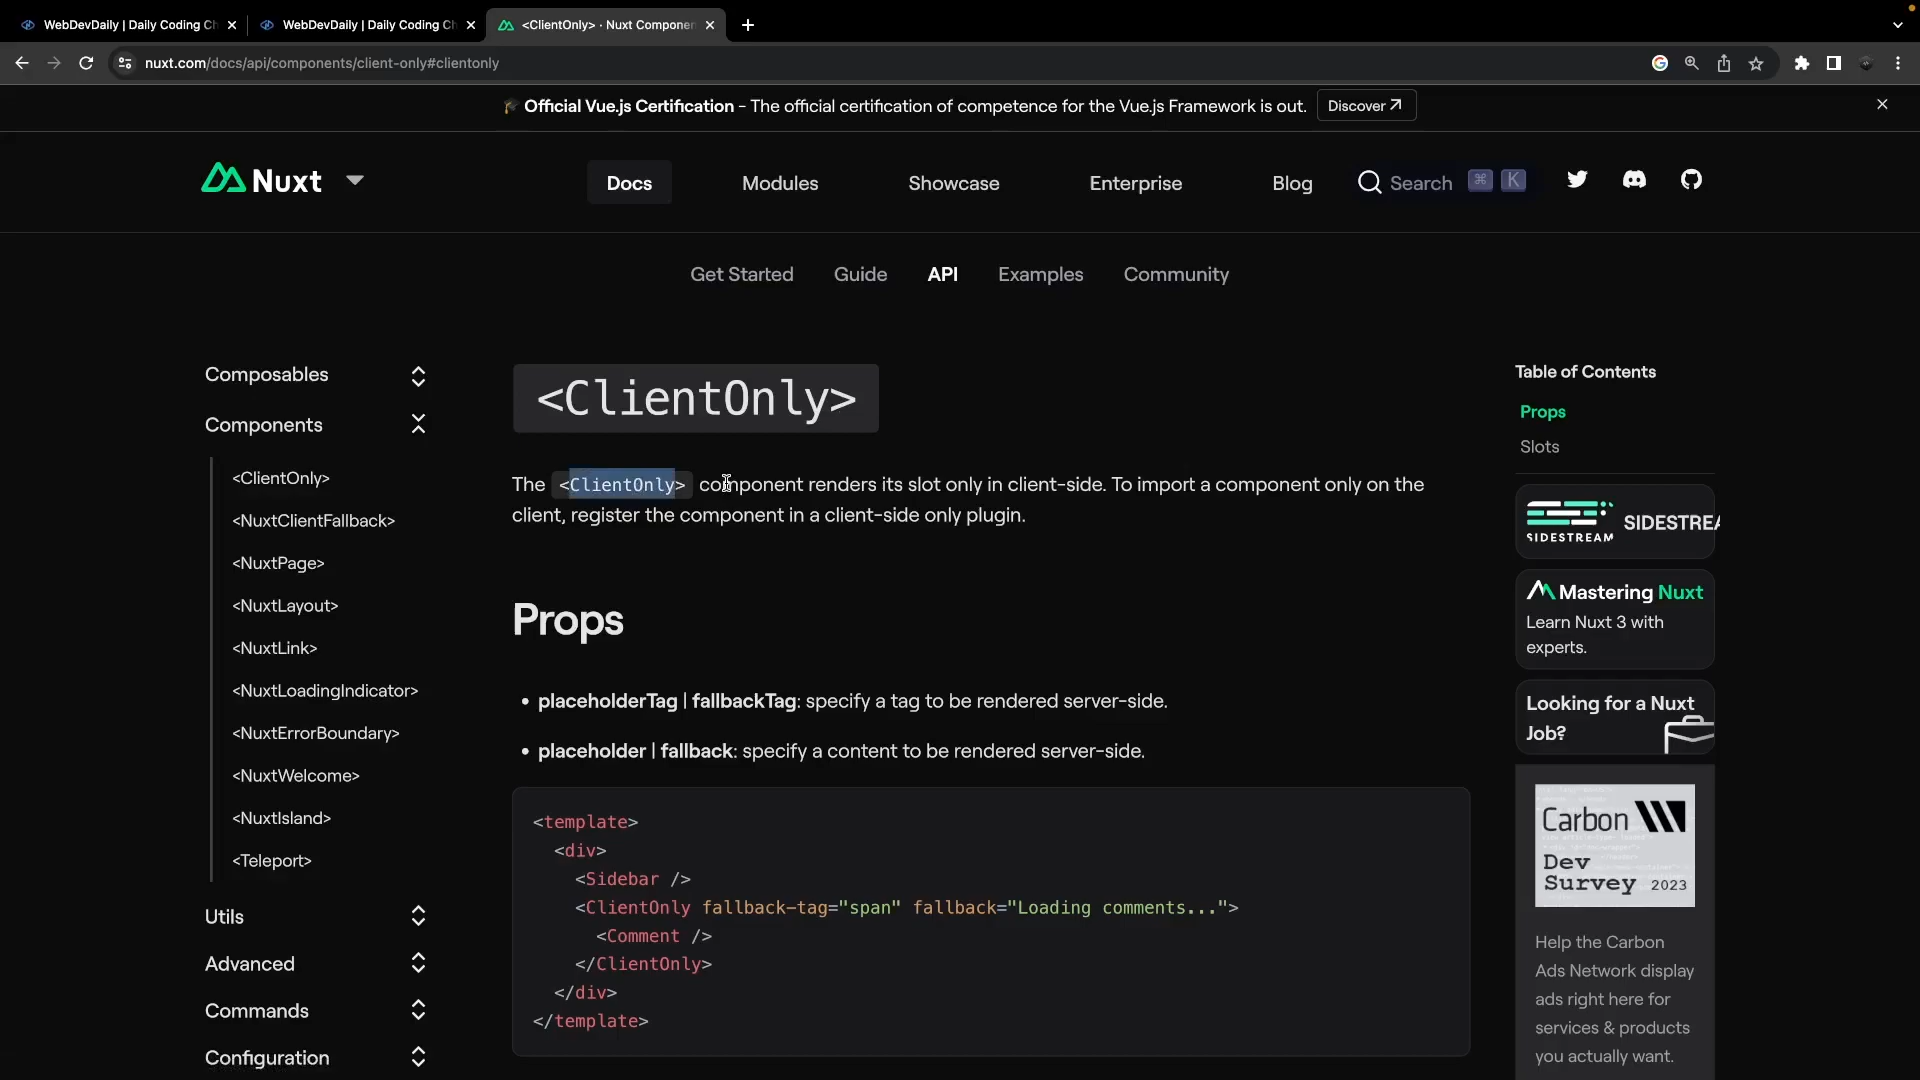 WebDevDaily | Daily Coding Ch
WebDevDaily | Daily Coding Ch
<ClientOnly> · Nuxt Componen
nuxt.com/docs/api/components/client-only#clientonly
Official Vue.js Certification - The official certification of competence for the Vue.js Framework is out.
Discover
Nuxt
Docs
Modules
Showcase
Enterprise
Blog
Search ⌘ K
Get Started
Guide
API
Examples
Community
Composables
Components
<ClientOnly>
<NuxtClientFallback>
<NuxtPage>
<NuxtLayout>
<NuxtLink>
<NuxtLoadingIndicator>
<NuxtErrorBoundary>
<NuxtWelcome>
<NuxtIsland>
<Teleport>
Utils
Advanced
Commands
Configuration
<ClientOnly>
The <ClientOnly> component renders its slot only in client-side. To import a component only on the
client, register the component in a client-side only plugin.
Props
• placeholderTag | fallbackTag: specify a tag to be rendered server-side.
• placeholder | fallback: specify a content to be rendered server-side.
<template>
<div>
<Sidebar />
<ClientOnly fallback-tag="span" fallback="Loading comments...">
<Comment />
</ClientOnly>
</div>
</template>
Table of Contents
Props
Slots
SIDESTREAM
SIDESTREA
Mastering Nuxt
Learn Nuxt 3 with
experts.
Looking for a Nuxt
Job?
Carbon
Dev
Survey 2023
Help the Carbon
Ads Network display
ads right here for
services & products
you actually want.